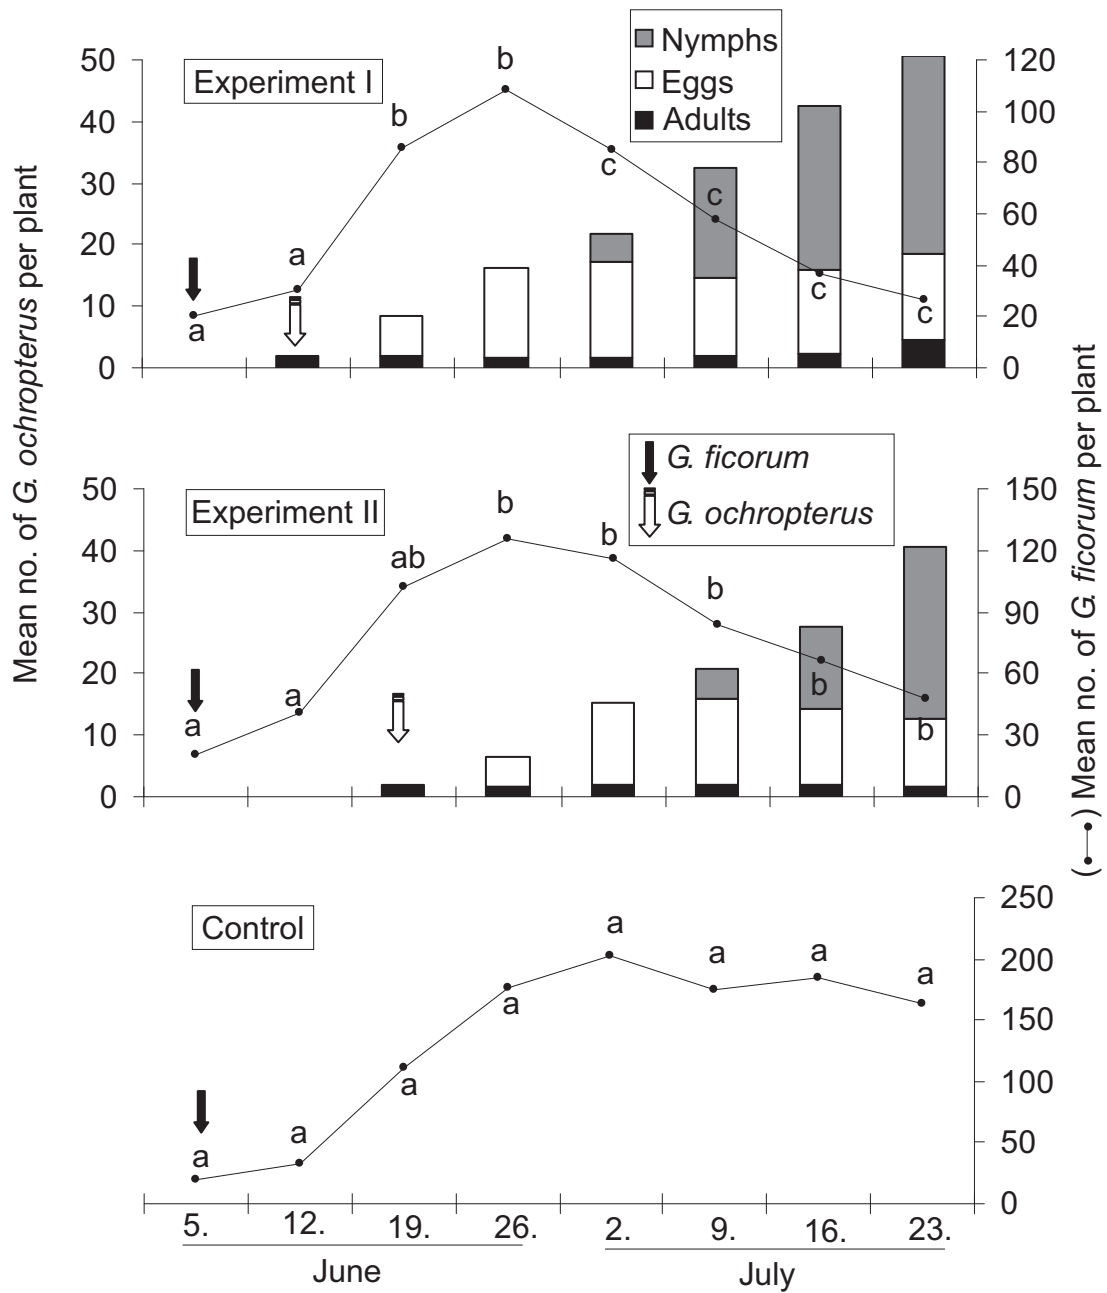 Nymphs
Eggs
Adults
Experiment I
50
40
30
20
10
0
120
100
80
60
40
20
0
a
a
b
b
c
c
c
c
Mean no. of G. ochropterus per plant
G. ficorum
G. ochropterus
Experiment II
50
40
30
20
10
0
150
120
90
60
30
0
a
a
ab
b
b
b
b
b
( ) Mean no. of G. ficorum per plant
Control
250
200
150
100
50
0
a
a
a
a
a
a
a
a
5. 12. 19. 26. 2. 9. 16. 23.
June July